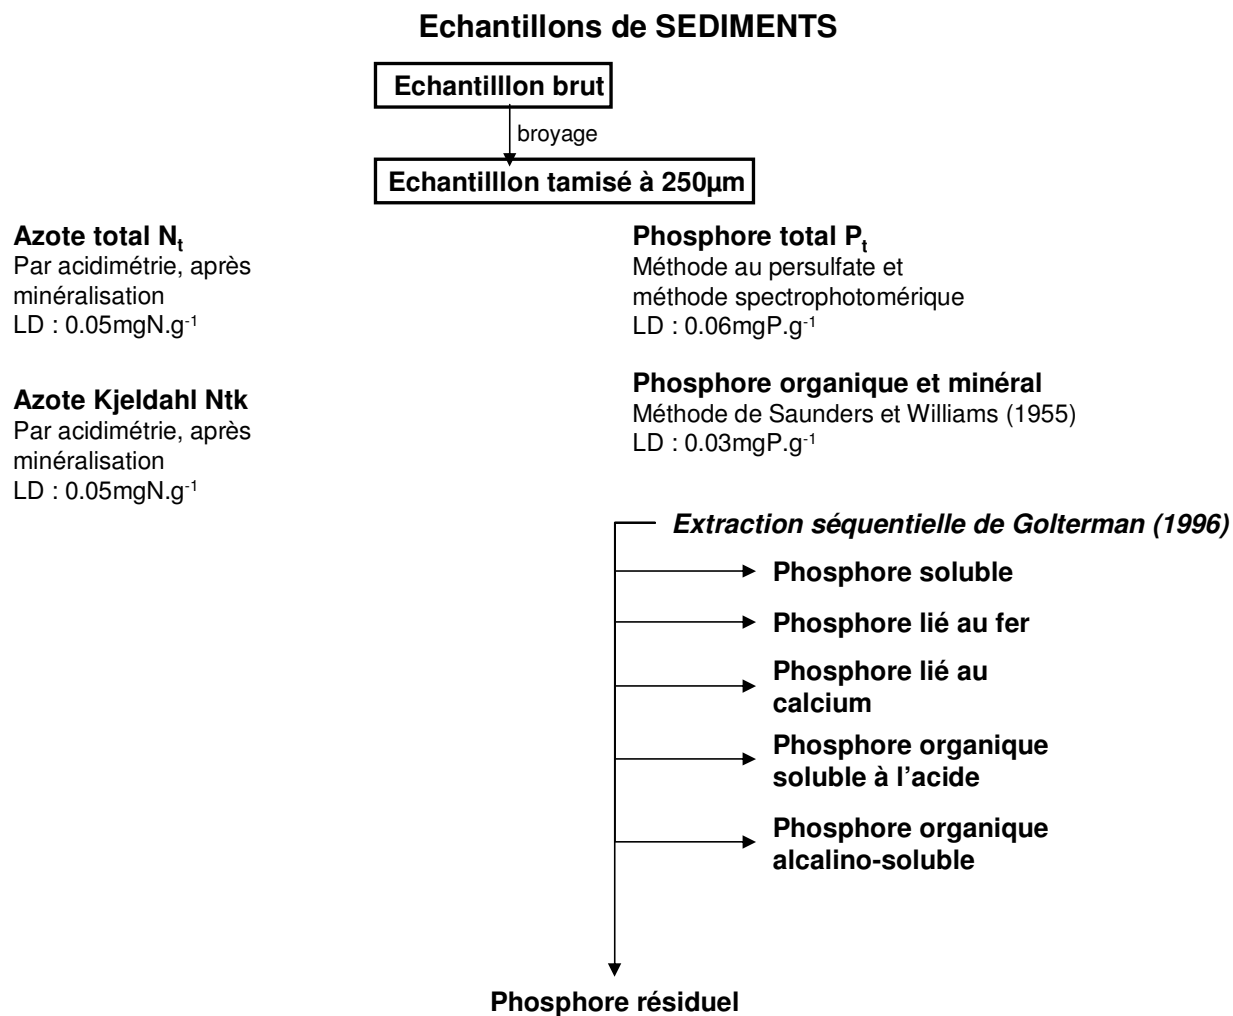 Echantillons de SEDIMENTS
Echantilllon brut
broyage
Echantilllon tamisé à 250µm
Azote total Nt
Par acidimétrie, après
minéralisation
LD : 0.05mgN.g-1
Azote Kjeldahl Ntk
Par acidimétrie, après
minéralisation
LD : 0.05mgN.g-1
Phosphore total Pt
Méthode au persulfate et
méthode spectrophotomérique
LD : 0.06mgP.g-1
Phosphore organique et minéral
Méthode de Saunders et Williams (1955)
LD : 0.03mgP.g-1
Extraction séquentielle de Golterman (1996)
Phosphore soluble
Phosphore lié au fer
Phosphore lié au
calcium
Phosphore organique
soluble à l’acide
Phosphore organique
alcalino-soluble
Phosphore résiduel